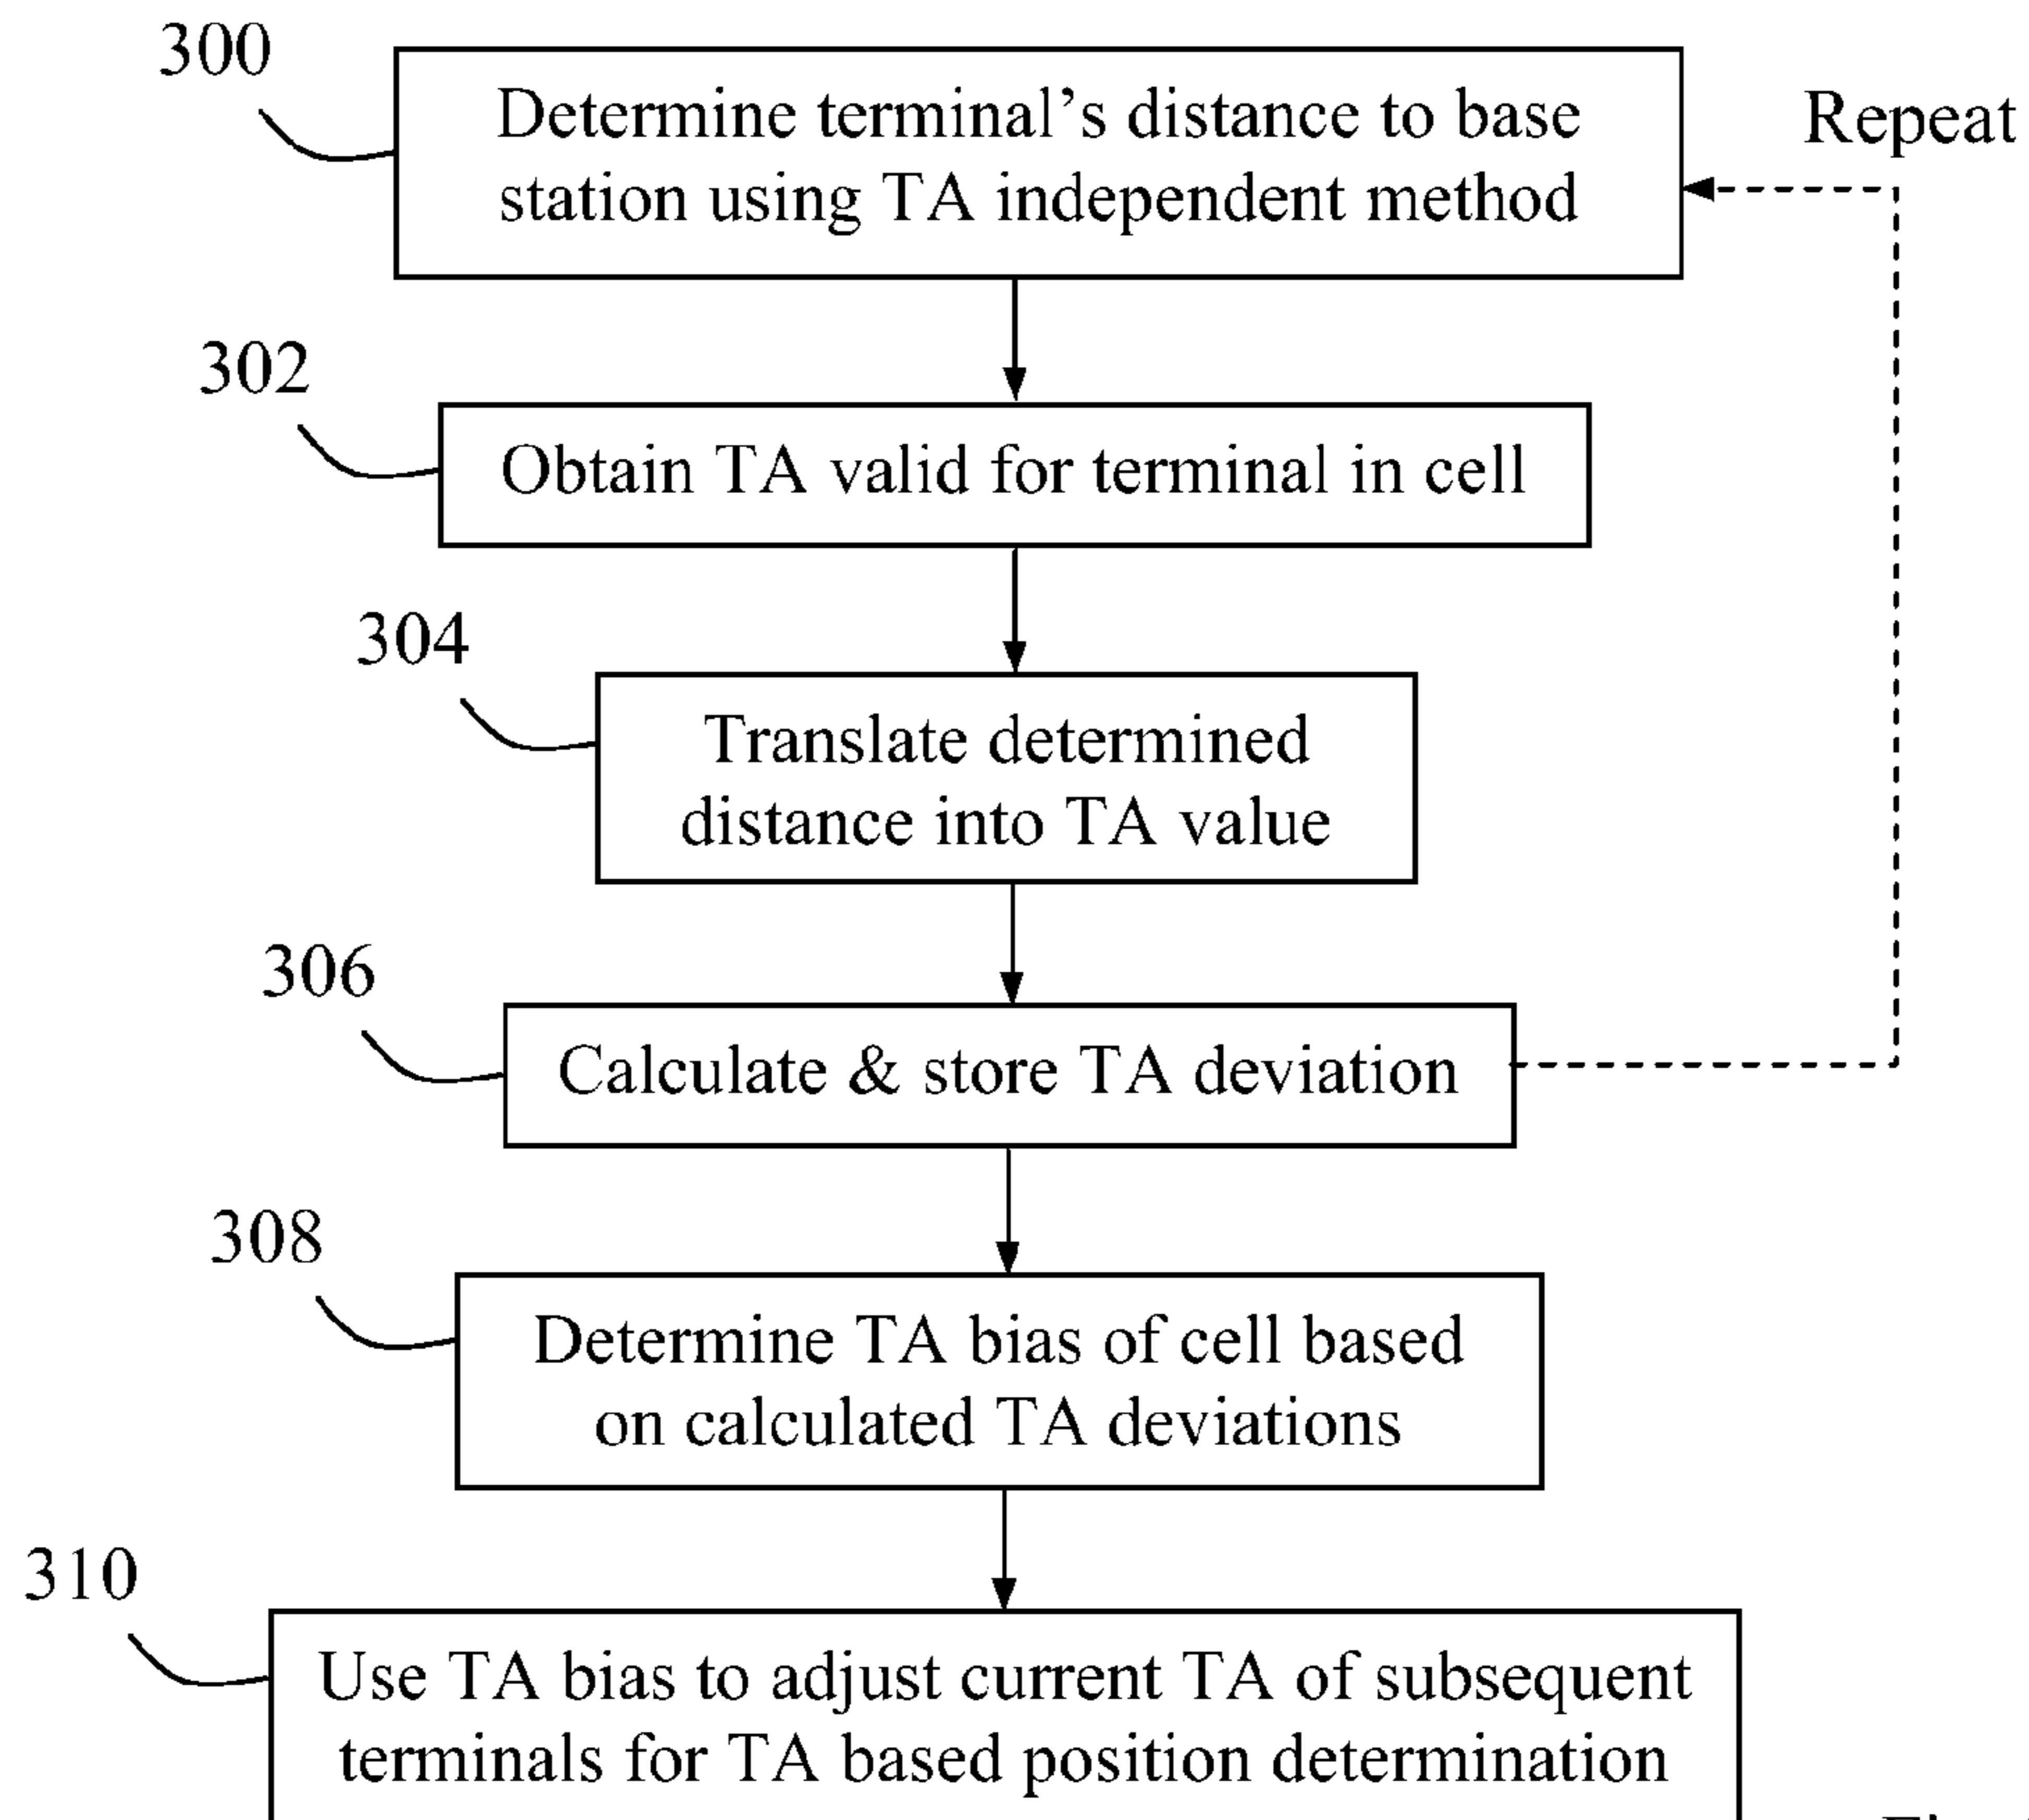 300
Determine terminal’s distance to base
station using TA independent method
Repeat
302
Obtain TA valid for terminal in cell
304
Translate determined
distance into TA value
306
Calculate & store TA deviation
308
Determine TA bias of cell based
on calculated TA deviations
310
Use TA bias to adjust current TA of subsequent
terminals for TA based position determination